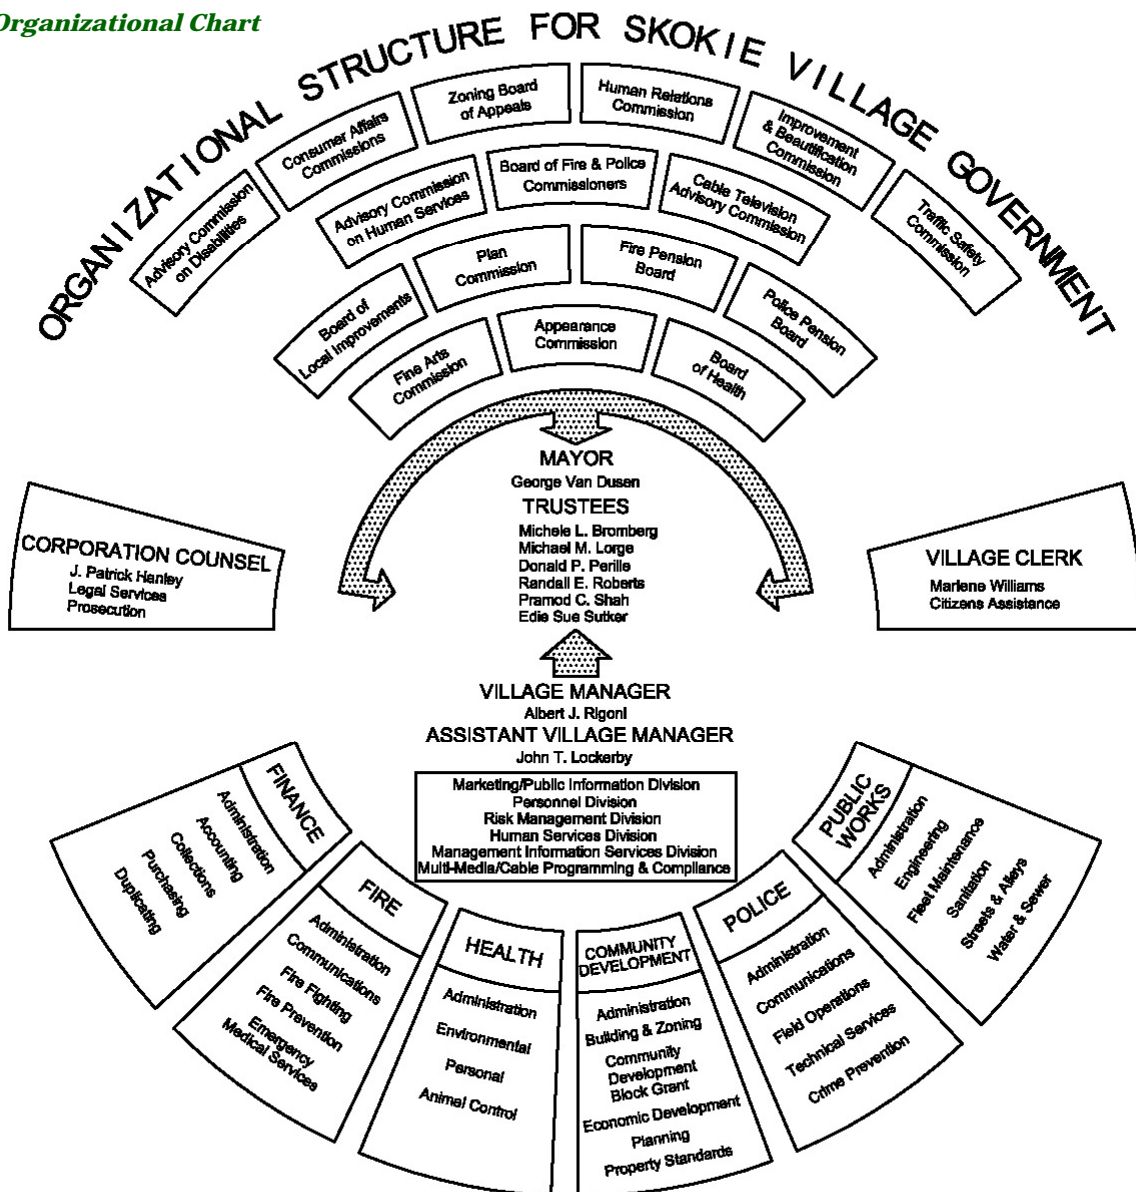 Organizational Chart
ORGANIZATIONAL STRUCTURE FOR SKOKIE VILLAGE GOVERNMENT
Advisory Commission
on Disabilities
Consumer Affairs
Commissions
Zoning Board
of Appeals
Human Relations
Commission
Improvement
& Beautification
Commission
Traffic Safety
Commission
Advisory Commission
on Human Services
Board of Fire & Police
Commissioners
Cable Television
Advisory Commission
Board of
Local Improvements
Plan
Commission
Fire Pension
Board
Police Pension
Board
Fine Arts
Commission
Appearance
Commission
Board
of Health
MAYOR
George Van Dusen
TRUSTEES
Michele L. Bromberg
Michael M. Lorge
Donald P. Perille
Randall E. Roberts
Pramod C. Shah
Edie Sue Sutker
CORPORATION COUNSEL
J. Patrick Hanley
Legal Services
Prosecution
VILLAGE CLERK
Marlene Williams
Citizens Assistance
VILLAGE MANAGER
Albert J. Rigoni
ASSISTANT VILLAGE MANAGER
John T. Lockerby
Marketing/Public Information Division
Personnel Division
Risk Management Division
Human Services Division
Management Information Services Division
Multi-Media/Cable Programming & Compliance
FINANCE
Administration
Accounting
Collections
Purchasing
Duplicating
FIRE
Administration
Communications
Fire Fighting
Fire Prevention
Emergency
Medical Services
HEALTH
Administration
Environmental
Personal
Animal Control
COMMUNITY
DEVELOPMENT
Administration
Building & Zoning
Community
Development
Block Grant
Economic Development
Planning
Property Standards
POLICE
Administration
Communications
Field Operations
Technical Services
Crime Prevention
PUBLIC
WORKS
Administration
Engineering
Fleet Maintenance
Sanitation
Streets & Alleys
Water & Sewer